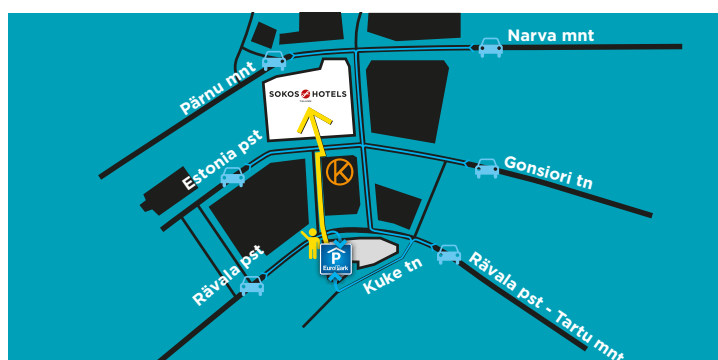 Narva mnt
Pärnu mnt
SOKOS HOTELS
Estonia pst
Gonsiori tn
K
Rävala pst
P
EuroPark
Kuke tn
Rävala pst - Tartu mnt